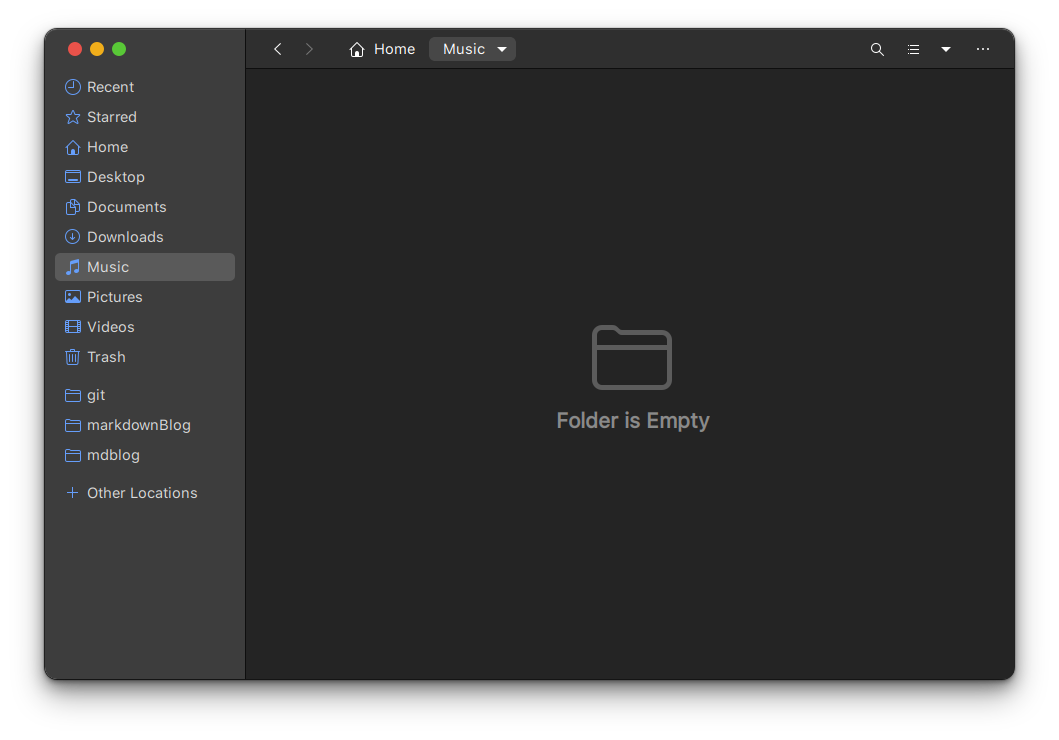 Home Music
Recent
Starred
Home
Desktop
Documents
Downloads
Music
Pictures
Videos
Trash
git
markdownBlog
mdblog
Other Locations
Folder is Empty